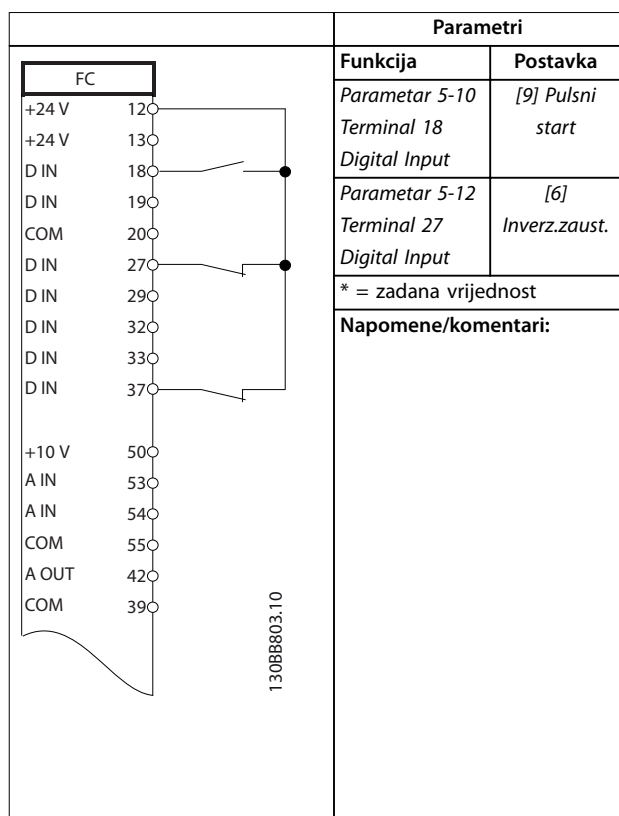 Parametri
Funkcija Postavka
Parametar 5-10 [9] Pulsni
Terminal 18 start
Digital Input
Parametar 5-12 [6]
Terminal 27 Inverz.zaust.
Digital Input
* = zadana vrijednost
Napomene/komentari:
FC
+24 V 12
+24 V 13
D IN 18
D IN 19
COM 20
D IN 27
D IN 29
D IN 32
D IN 33
D IN 37
+10 V 50
A IN 53
A IN 54
COM 55
A OUT 42
COM 39
130BB803.10